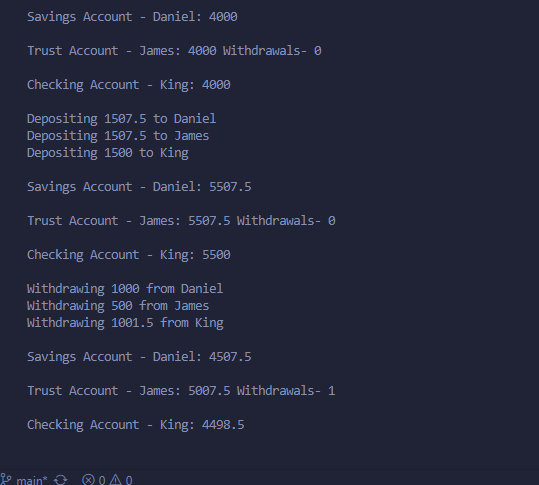 Savings Account - Daniel: 4000
Trust Account - James: 4000 Withdrawals- 0
Checking Account - King: 4000
Depositing 1507.5 to Daniel
Depositing 1507.5 to James
Depositing 1500 to King
Savings Account - Daniel: 5507.5
Trust Account - James: 5507.5 Withdrawals- 0
Checking Account - King: 5500
Withdrawing 1000 from Daniel
Withdrawing 500 from James
Withdrawing 1001.5 from King
Savings Account - Daniel: 4507.5
Trust Account - James: 5007.5 Withdrawals- 1
Checking Account - King: 4498.5
main* 0 0